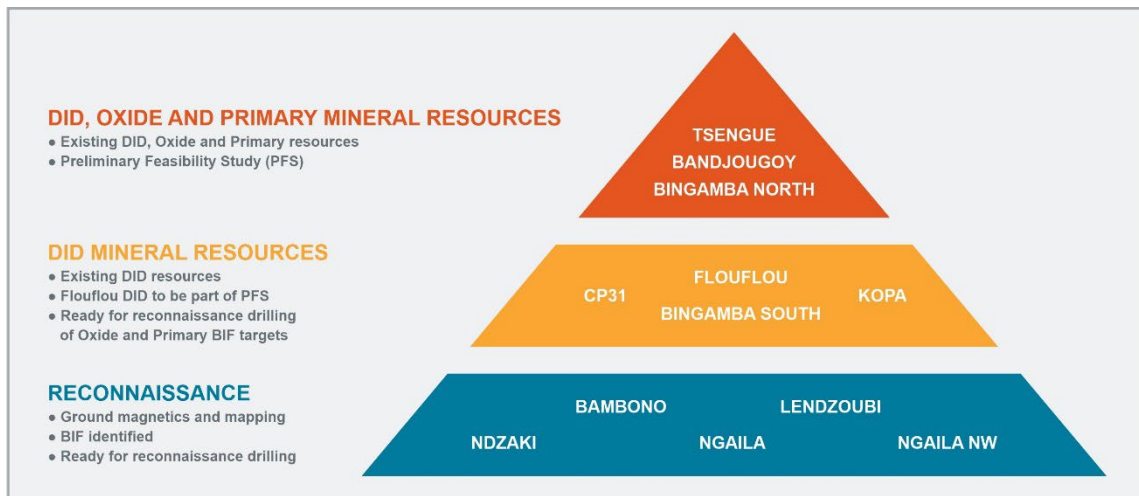 DID, OXIDE AND PRIMARY MINERAL RESOURCES
● Existing DID, Oxide and Primary resources
● Preliminary Feasibility Study (PFS)
TSENGUE
BANDJOUGOY
BINGAMBA NORTH
DID MINERAL RESOURCES
● Existing DID resources
● Flouflou DID to be part of PFS
● Ready for reconnaissance drilling
of Oxide and Primary BIF targets
CP31
FLOUFLOU
BINGAMBA SOUTH
KOPA
RECONNAISSANCE
● Ground magnetics and mapping
● BIF identified
● Ready for reconnaissance drilling
BAMBONO
LENDZOUBI
NDZAKI
NGAILA
NGAILA NW